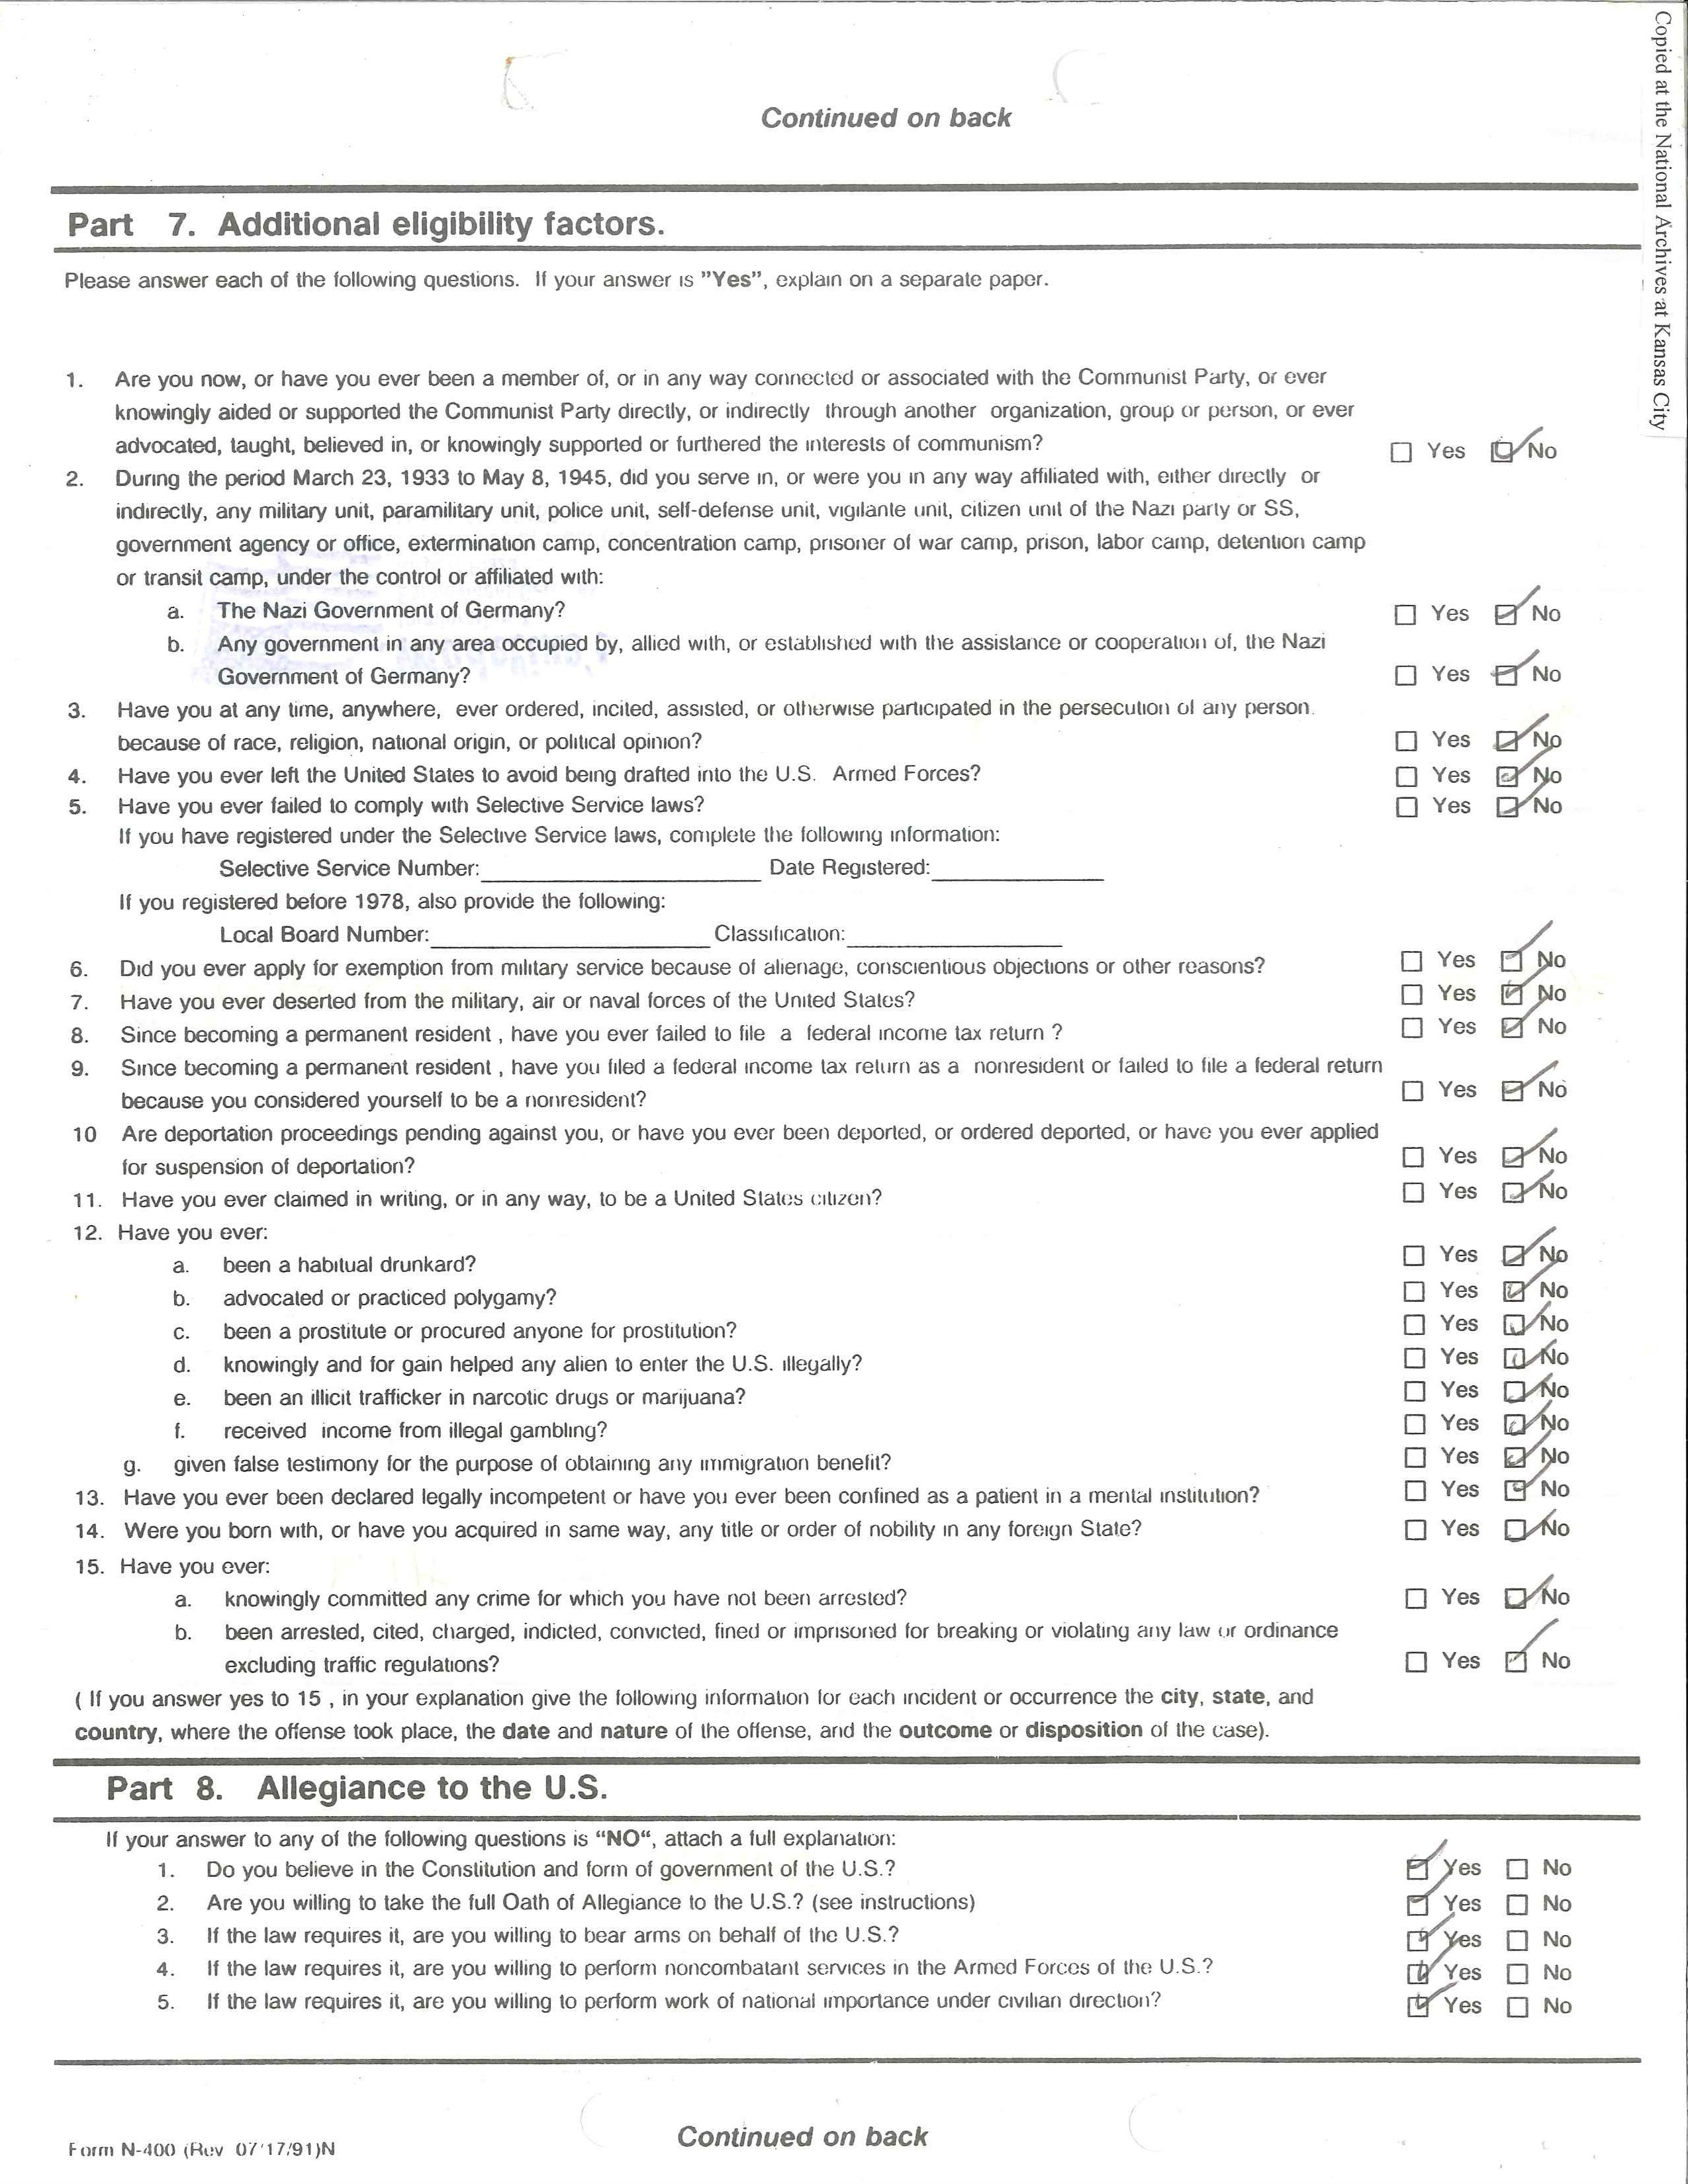 Copied at the National Archives at Kansas City
Continued on back
Part 7. Additional eligibility factors.
Please answer each of the following questions. If your answer is "Yes", explain on a separate paper.
1. Are you now, or have you ever been a member of, or in any way connected or associated with the Communist Party, or ever
knowingly aided or supported the Communist Party directly, or indirectly through another organization, group or person, or ever
advocated, taught, believed in, or knowingly supported or furthered the interests of communism? ☐ Yes ☑ No
2. During the period March 23, 1933 to May 8, 1945, did you serve in, or were you in any way affiliated with, either directly or
indirectly, any military unit, paramilitary unit, police unit, self-defense unit, vigilante unit, citizen unit of the Nazi party or SS,
government agency or office, extermination camp, concentration camp, prisoner of war camp, prison, labor camp, detention camp
or transit camp, under the control or affiliated with:
a. The Nazi Government of Germany? ☐ Yes ☑ No
b. Any government in any area occupied by, allied with, or established with the assistance or cooperation of, the Nazi
Government of Germany? ☐ Yes ☑ No
3. Have you at any time, anywhere, ever ordered, incited, assisted, or otherwise participated in the persecution of any person
because of race, religion, national origin, or political opinion? ☐ Yes ☑ No
4. Have you ever left the United States to avoid being drafted into the U.S. Armed Forces? ☐ Yes ☑ No
5. Have you ever failed to comply with Selective Service laws? ☐ Yes ☑ No
If you have registered under the Selective Service laws, complete the following information:
Selective Service Number: Date Registered:
If you registered before 1978, also provide the following:
Local Board Number: Classification:
6. Did you ever apply for exemption from military service because of alienage, conscientious objections or other reasons? ☐ Yes ☑ No
7. Have you ever deserted from the military, air or naval forces of the United States? ☐ Yes ☑ No
8. Since becoming a permanent resident , have you ever failed to file a federal income tax return ? ☐ Yes ☑ No
9. Since becoming a permanent resident , have you filed a federal income tax return as a nonresident or failed to file a federal return
because you considered yourself to be a nonresident? ☐ Yes ☑ No
10 Are deportation proceedings pending against you, or have you ever been deported, or ordered deported, or have you ever applied
for suspension of deportation? ☐ Yes ☑ No
11. Have you ever claimed in writing, or in any way, to be a United States citizen? ☐ Yes ☑ No
12. Have you ever:
a. been a habitual drunkard? ☐ Yes ☑ No
b. advocated or practiced polygamy? ☐ Yes ☑ No
c. been a prostitute or procured anyone for prostitution? ☐ Yes ☑ No
d. knowingly and for gain helped any alien to enter the U.S. illegally? ☐ Yes ☑ No
e. been an illicit trafficker in narcotic drugs or marijuana? ☐ Yes ☑ No
f. received income from illegal gambling? ☐ Yes ☑ No
g. given false testimony for the purpose of obtaining any immigration benefit? ☐ Yes ☑ No
13. Have you ever been declared legally incompetent or have you ever been confined as a patient in a mental institution? ☐ Yes ☑ No
14. Were you born with, or have you acquired in same way, any title or order of nobility in any foreign State? ☐ Yes ☑ No
15. Have you ever:
a. knowingly committed any crime for which you have not been arrested? ☐ Yes ☑ No
b. been arrested, cited, charged, indicted, convicted, fined or imprisoned for breaking or violating any law or ordinance
excluding traffic regulations? ☐ Yes ☑ No
( If you answer yes to 15 , in your explanation give the following information for each incident or occurrence the city, state, and
country, where the offense took place, the date and nature of the offense, and the outcome or disposition of the case).
Part 8. Allegiance to the U.S.
If your answer to any of the following questions is "NO", attach a full explanation:
1. Do you believe in the Constitution and form of government of the U.S.? ☑ Yes ☐ No
2. Are you willing to take the full Oath of Allegiance to the U.S.? (see instructions) ☑ Yes ☐ No
3. If the law requires it, are you willing to bear arms on behalf of the U.S.? ☑ Yes ☐ No
4. If the law requires it, are you willing to perform noncombatant services in the Armed Forces of the U.S.? ☑ Yes ☐ No
5. If the law requires it, are you willing to perform work of national importance under civilian direction? ☑ Yes ☐ No
Continued on back
Form N-400 (Rev 07/17/91)N